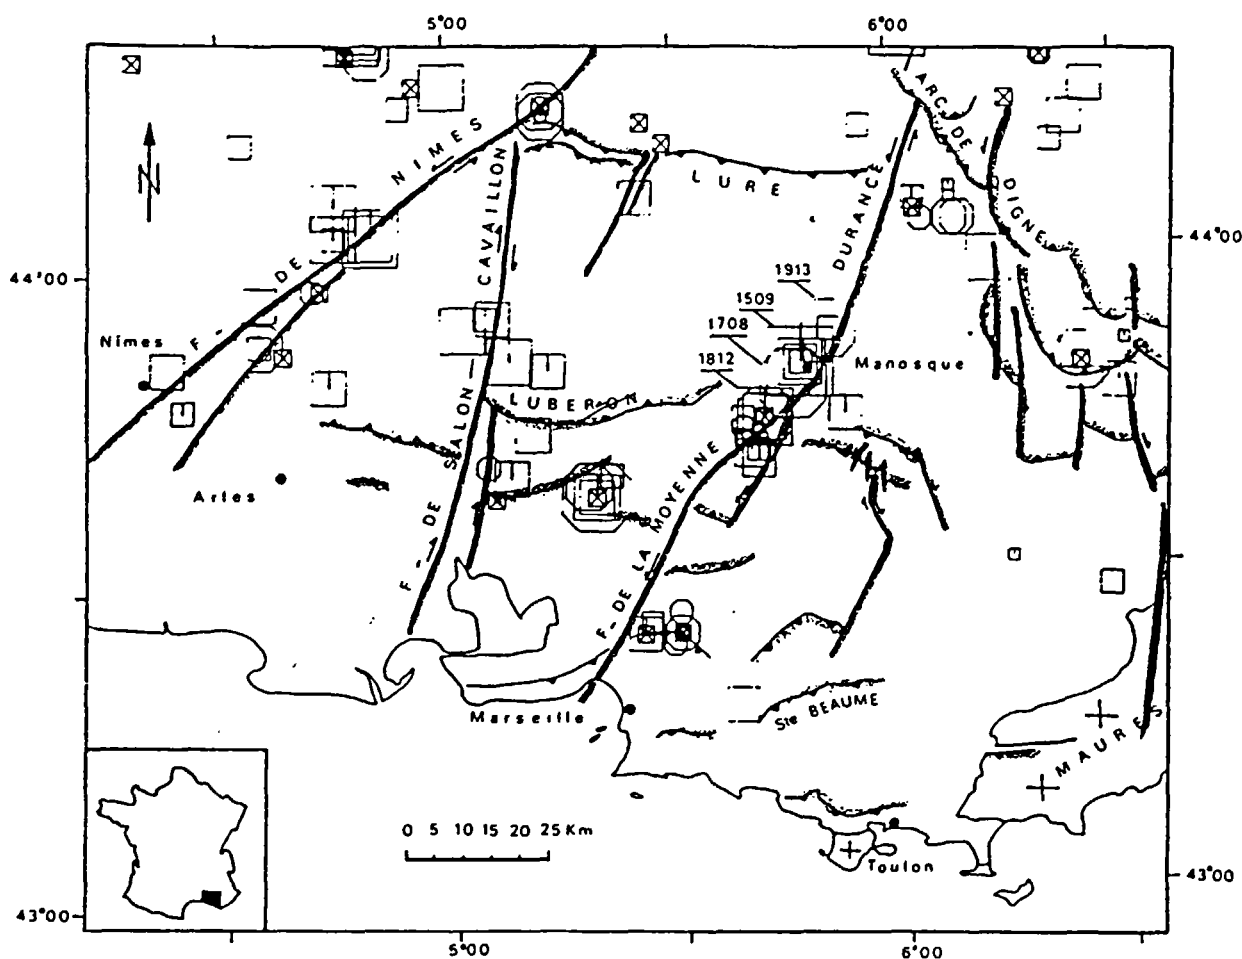 5°00
6°00
ARC DE DIGNE
N
F DE NIMES
LURE
DURANCE
44°00
44°00
1913
1509
1708
1812
Nimes
Manosque
LUBERON
Arles
F - DE SALON - CAVAILLON
F - DE LA MOYENNE
Marseille
Ste BEAUME
MAURES
0 5 10 15 20 25 Km
Toulon
43°00
43°00
5°00
6°00